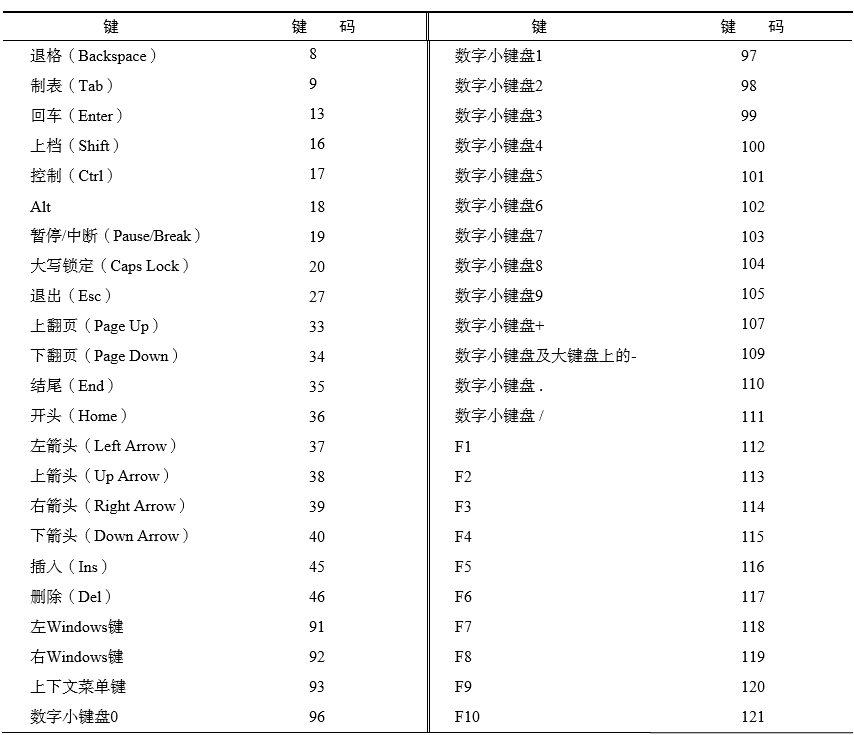 键 键 码 键 键 码
退格（Backspace） 8 数字小键盘1 97
制表（Tab） 9 数字小键盘2 98
回车（Enter） 13 数字小键盘3 99
上档（Shift） 16 数字小键盘4 100
控制（Ctrl） 17 数字小键盘5 101
Alt 18 数字小键盘6 102
暂停/中断（Pause/Break） 19 数字小键盘7 103
大写锁定（Caps Lock） 20 数字小键盘8 104
退出（Esc） 27 数字小键盘9 105
上翻页（Page Up） 33 数字小键盘+ 107
下翻页（Page Down） 34 数字小键盘及大键盘上的- 109
结尾（End） 35 数字小键盘 . 110
开头（Home） 36 数字小键盘 / 111
左箭头（Left Arrow） 37 F1 112
上箭头（Up Arrow） 38 F2 113
右箭头（Right Arrow） 39 F3 114
下箭头（Down Arrow） 40 F4 115
插入（Ins） 45 F5 116
删除（Del） 46 F6 117
左Windows键 91 F7 118
右Windows键 92 F8 119
上下文菜单键 93 F9 120
数字小键盘0 96 F10 121